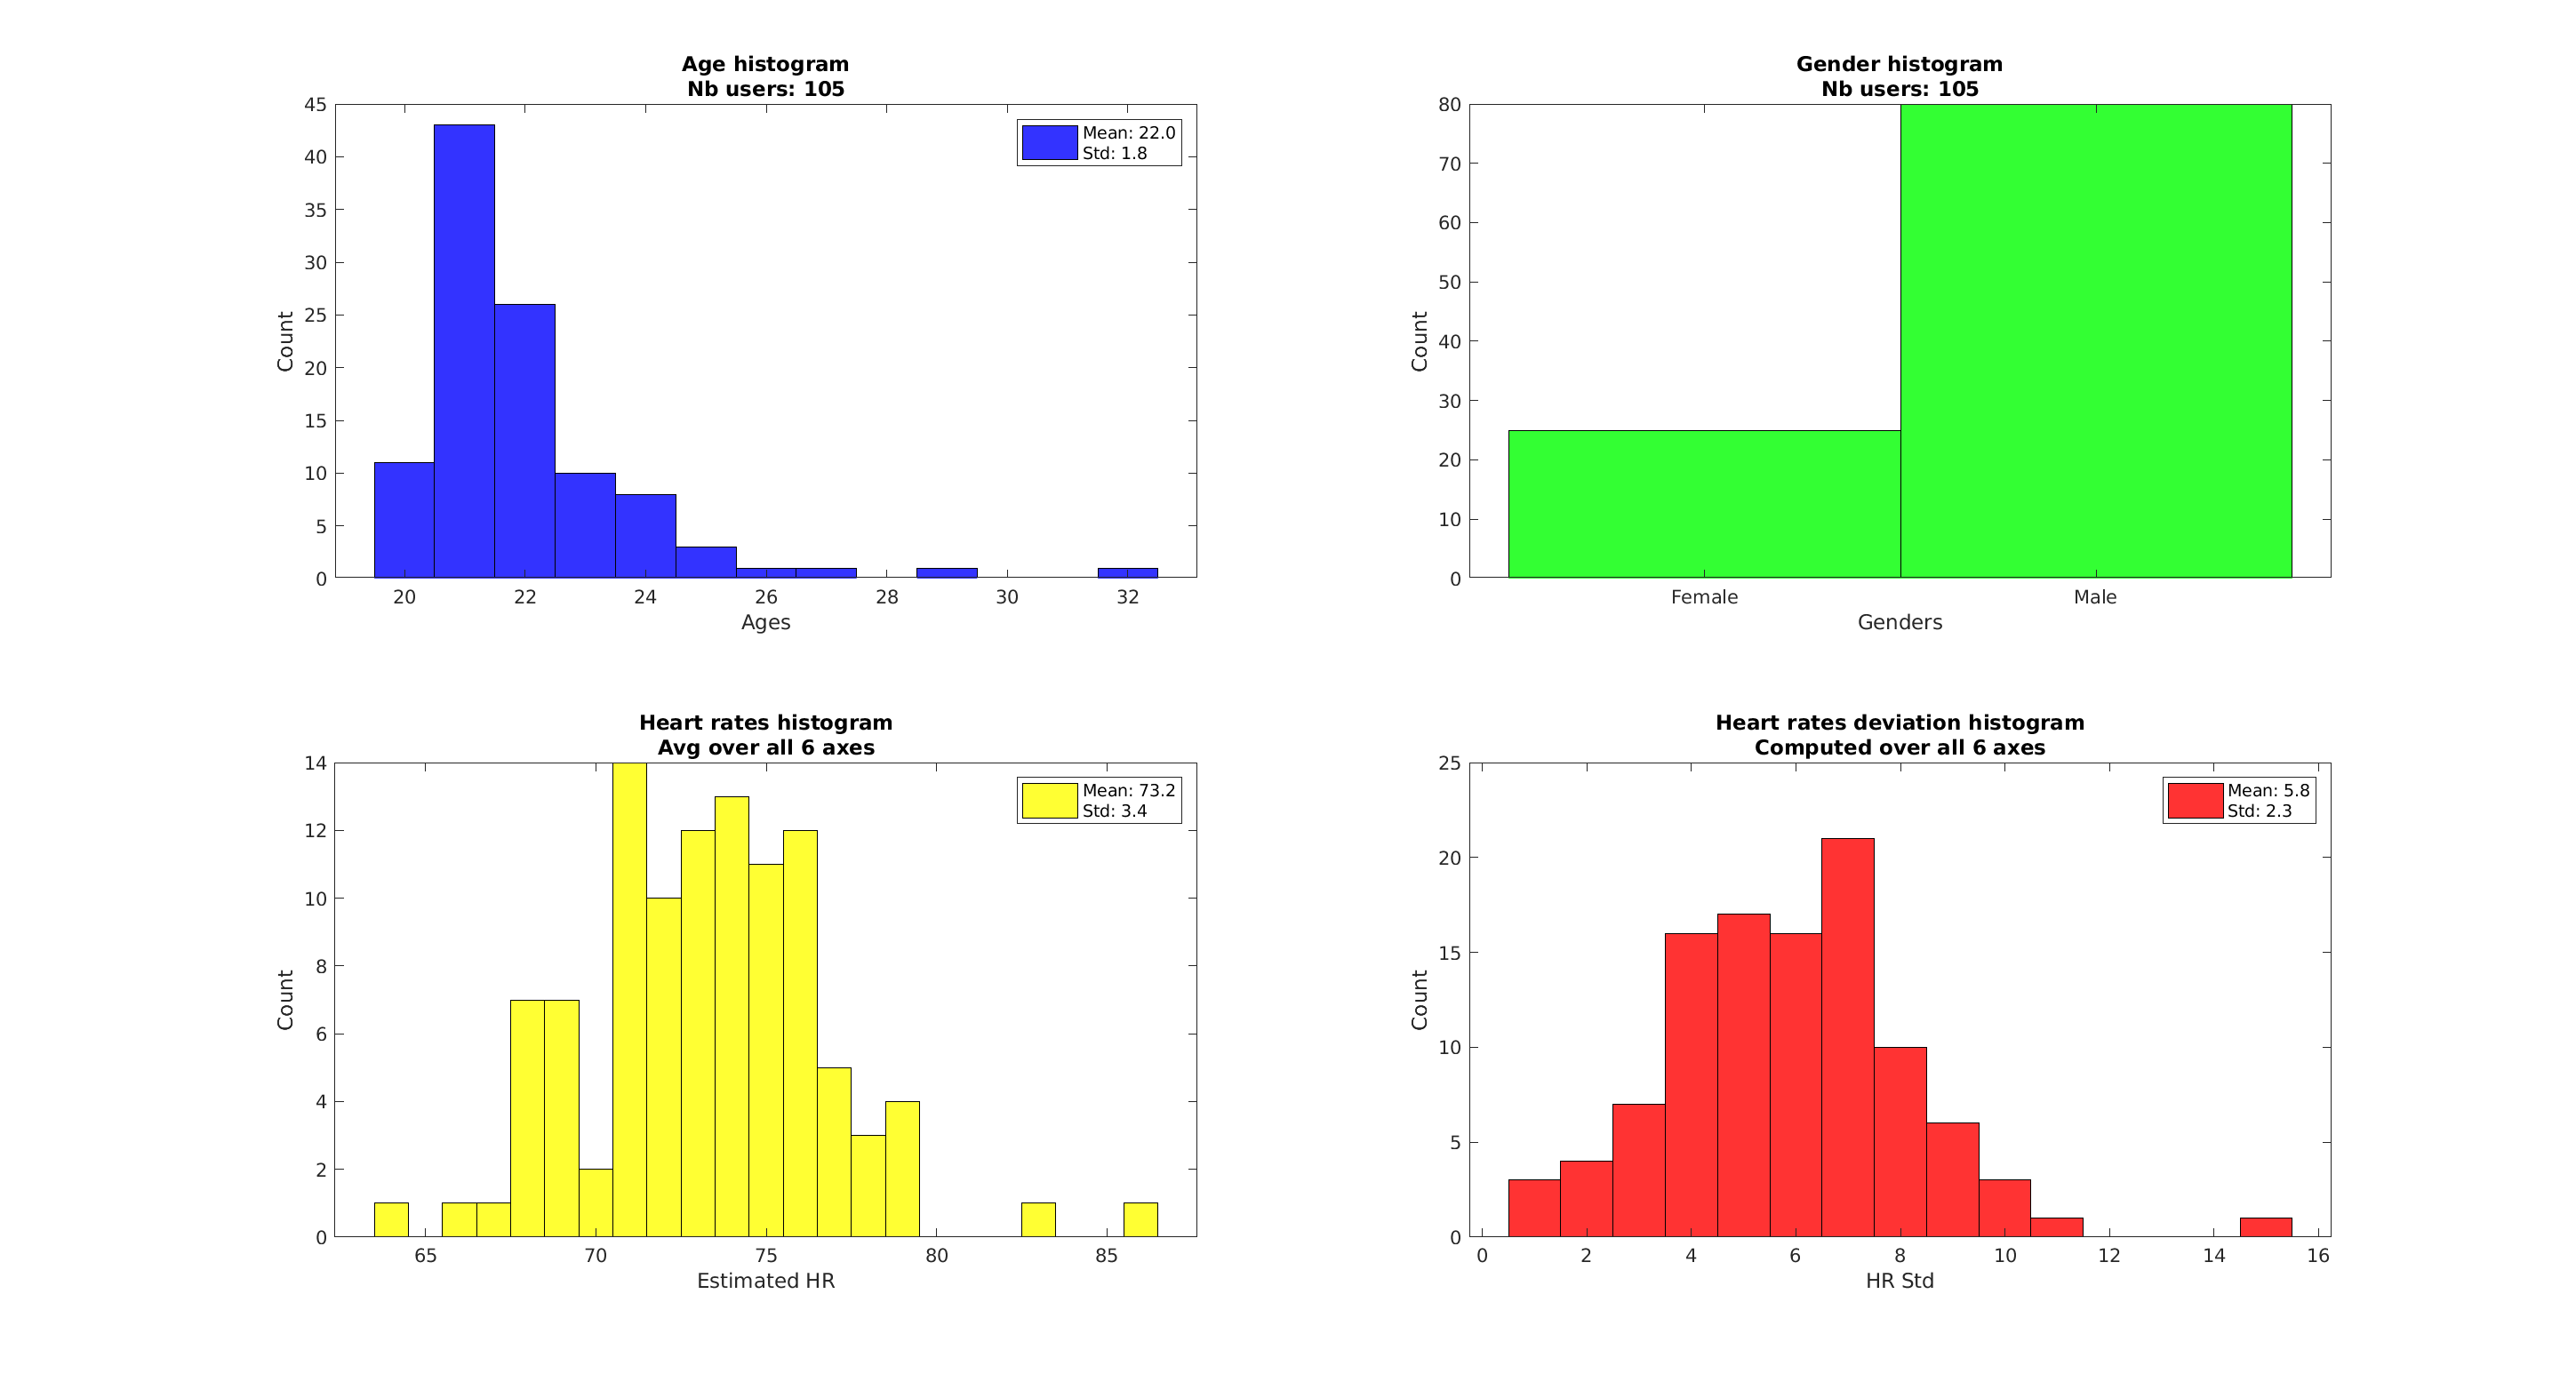 Age histogram
Nb users: 105
45
40
35
30
25
20
15
10
5
0
Count
Mean: 22.0
Std: 1.8
20 22 24 26 28 30 32
Ages
Gender histogram
Nb users: 105
80
70
60
50
40
30
20
10
0
Count
Female Male
Genders
Heart rates histogram
Avg over all 6 axes
14
12
10
8
6
4
2
0
Count
Mean: 73.2
Std: 3.4
65 70 75 80 85
Estimated HR
Heart rates deviation histogram
Computed over all 6 axes
25
20
15
10
5
0
Count
Mean: 5.8
Std: 2.3
0 2 4 6 8 10 12 14 16
HR Std